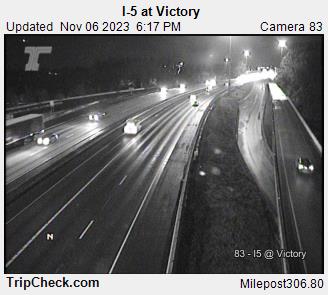 I-5 at Victory
Updated Nov 06 2023 6:17 PM Camera 83
T
N
83 - I5 @ Victory
TripCheck.com Milepost306.80